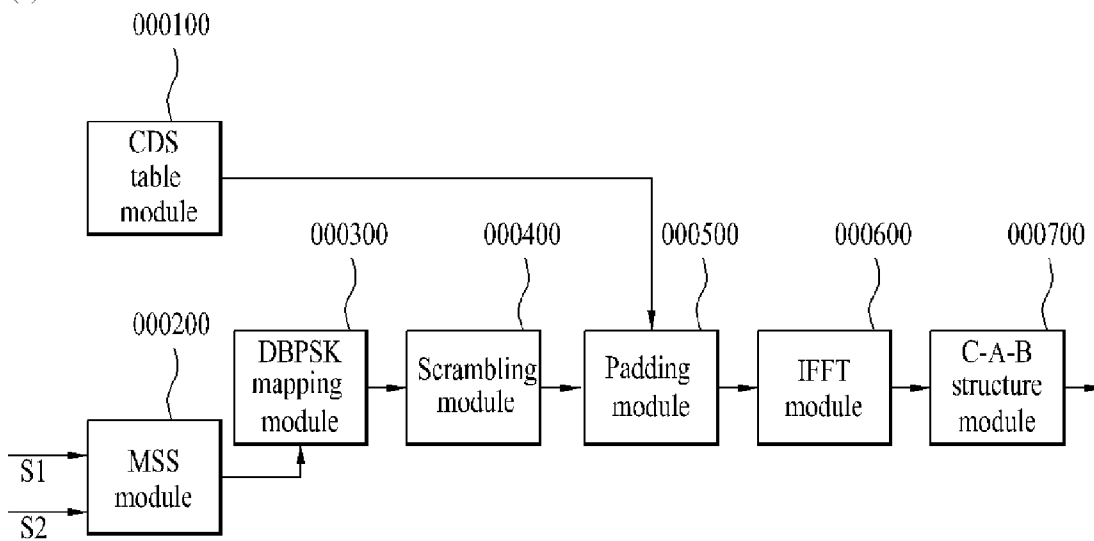 000100
CDS
table
module
000300
000400
000500
000600
000700
000200
DBPSK
mapping
module
Scrambling
module
Padding
module
IFFT
module
C-A-B
structure
module
MSS
module
S1
S2